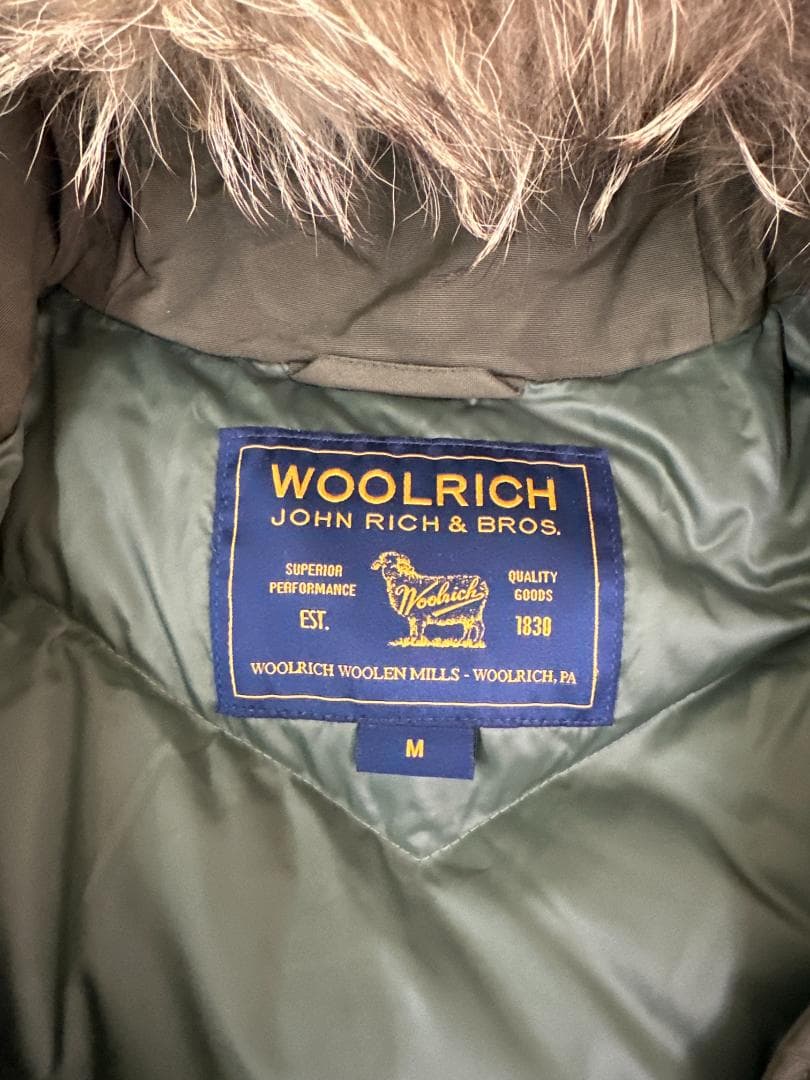 WOOLRICH
JOHN RICH & BROS.
SUPERIOR
PERFORMANCE
EST.
Woolrich
QUALITY
GOODS
1830
WOOLRICH WOOLEN MILLS - WOOLRICH, PA
M